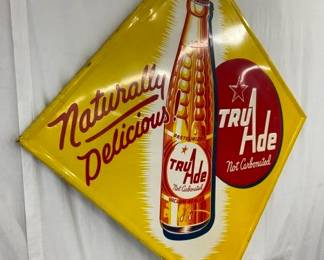 Naturally
Delicious!
TRU
Ade
Not Carbonated
TRU
Ade
Not Carbonated